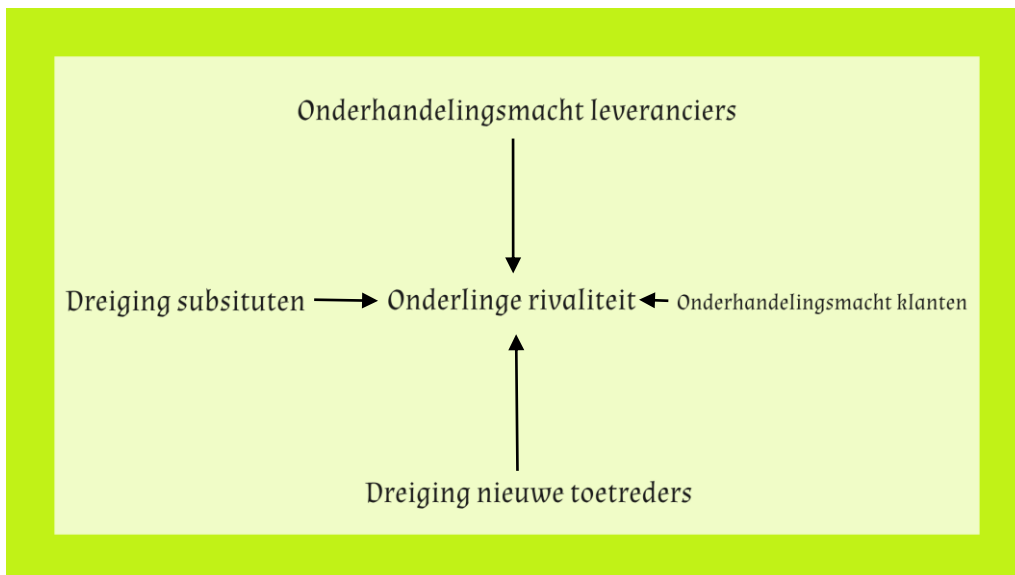 Onderhandelingsmacht leveranciers
Dreiging subsituten
Onderlinge rivaliteit
Onderhandelingsmacht klanten
Dreiging nieuwe toetreders